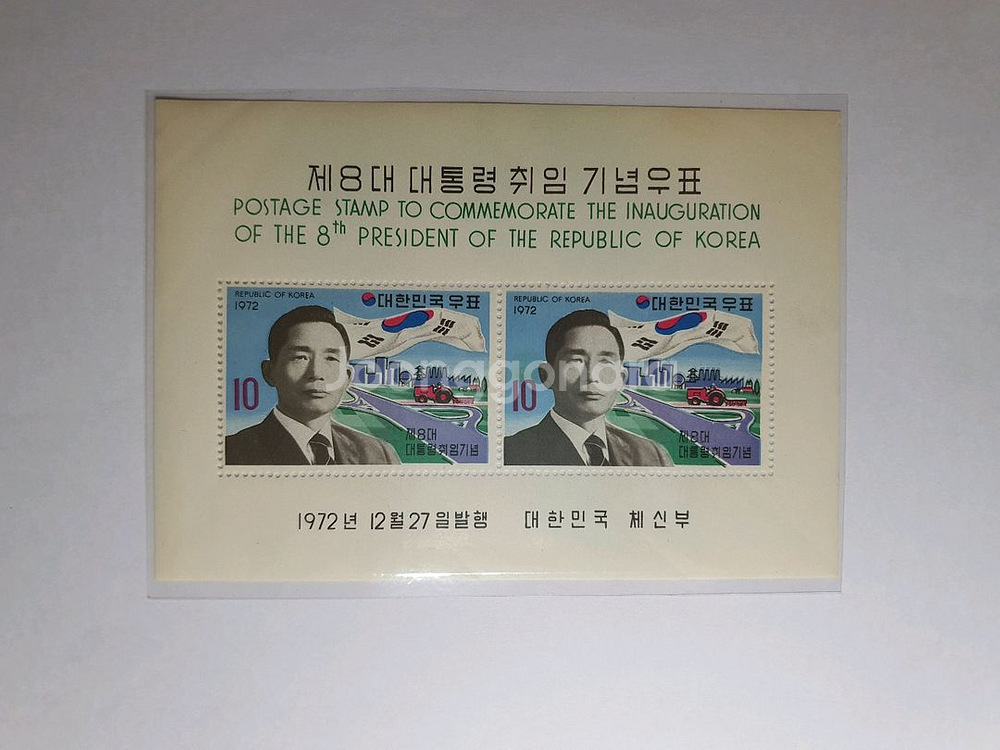 제8대 대통령 취임 기념우표
POSTAGE STAMP TO COMMEMORATE THE INAUGURATION
OF THE 8th PRESIDENT OF THE REPUBLIC OF KOREA
REPUBLIC OF KOREA
1972
대한민국우표
10
제8대
대통령취임기념
REPUBLIC OF KOREA
1972
대한민국우표
10
제8대
대통령취임기념
1972년 12월 27일발행 대한민국 체신부